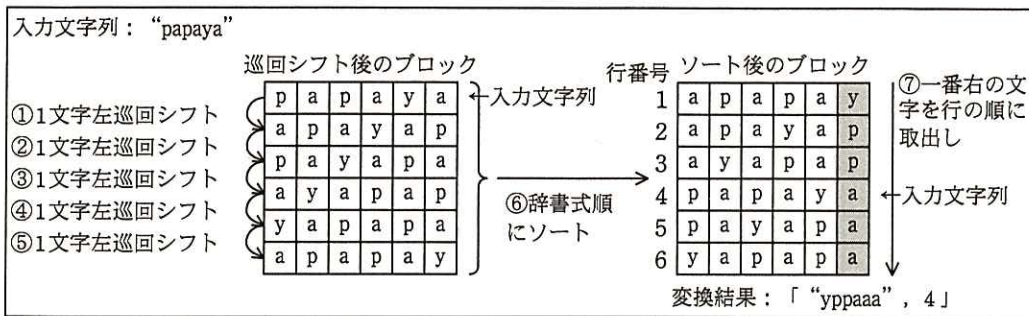 入力文字列： “papaya”
巡回シフト後のブロック
p a p a y a ←入力文字列
①1文字左巡回シフト
a p a y a p
②1文字左巡回シフト
p a y a p a
③1文字左巡回シフト
a y a p a p
④1文字左巡回シフト
y a p a p a
⑤1文字左巡回シフト
a p a p a y
⑥辞書式順
にソート
行番号 ソート後のブロック
1 a p a p a y
2 a p a y a p
3 a y a p a p
4 p a p a y a ←入力文字列
5 p a y a p a
6 y a p a p a
⑦一番右の文
字を行の順に
取出し
変換結果：「“yppaaa”, 4」